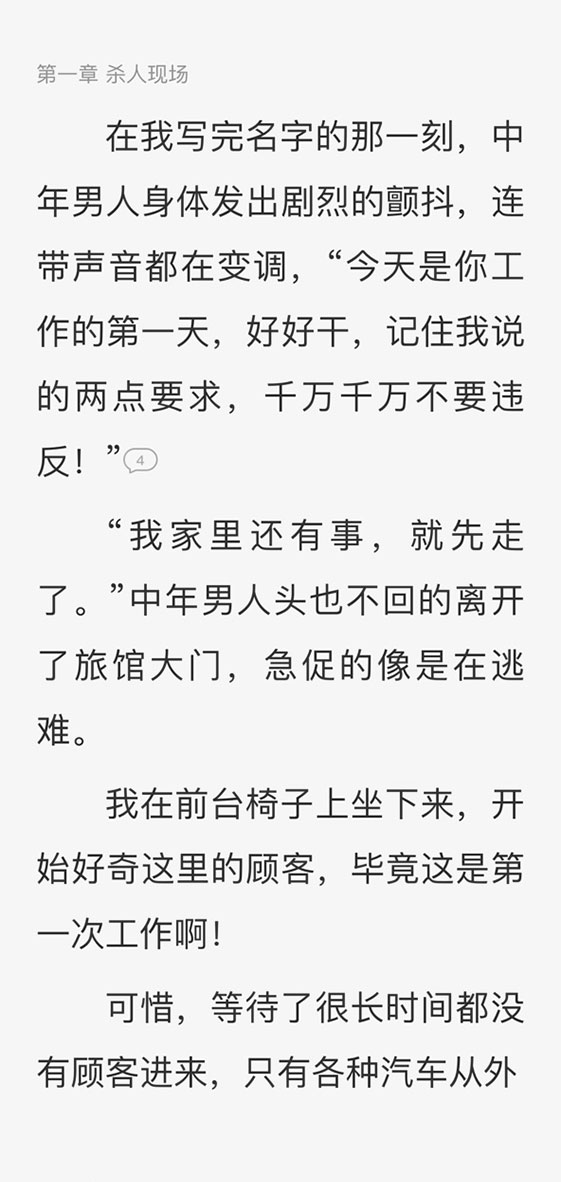 第一章 杀人现场
在我写完名字的那一刻，中
年男人身体发出剧烈的颤抖，连
带声音都在变调，“今天是你工
作的第一天，好好干，记住我说
的两点要求，千万千万不要违
反！”4
“我家里还有事，就先走
了。”中年男人头也不回的离开
了旅馆大门，急促的像是在逃
难。
我在前台椅子上坐下来，开
始好奇这里的顾客，毕竟这是第
一次工作啊！
可惜，等待了很长时间都没
有顾客进来，只有各种汽车从外